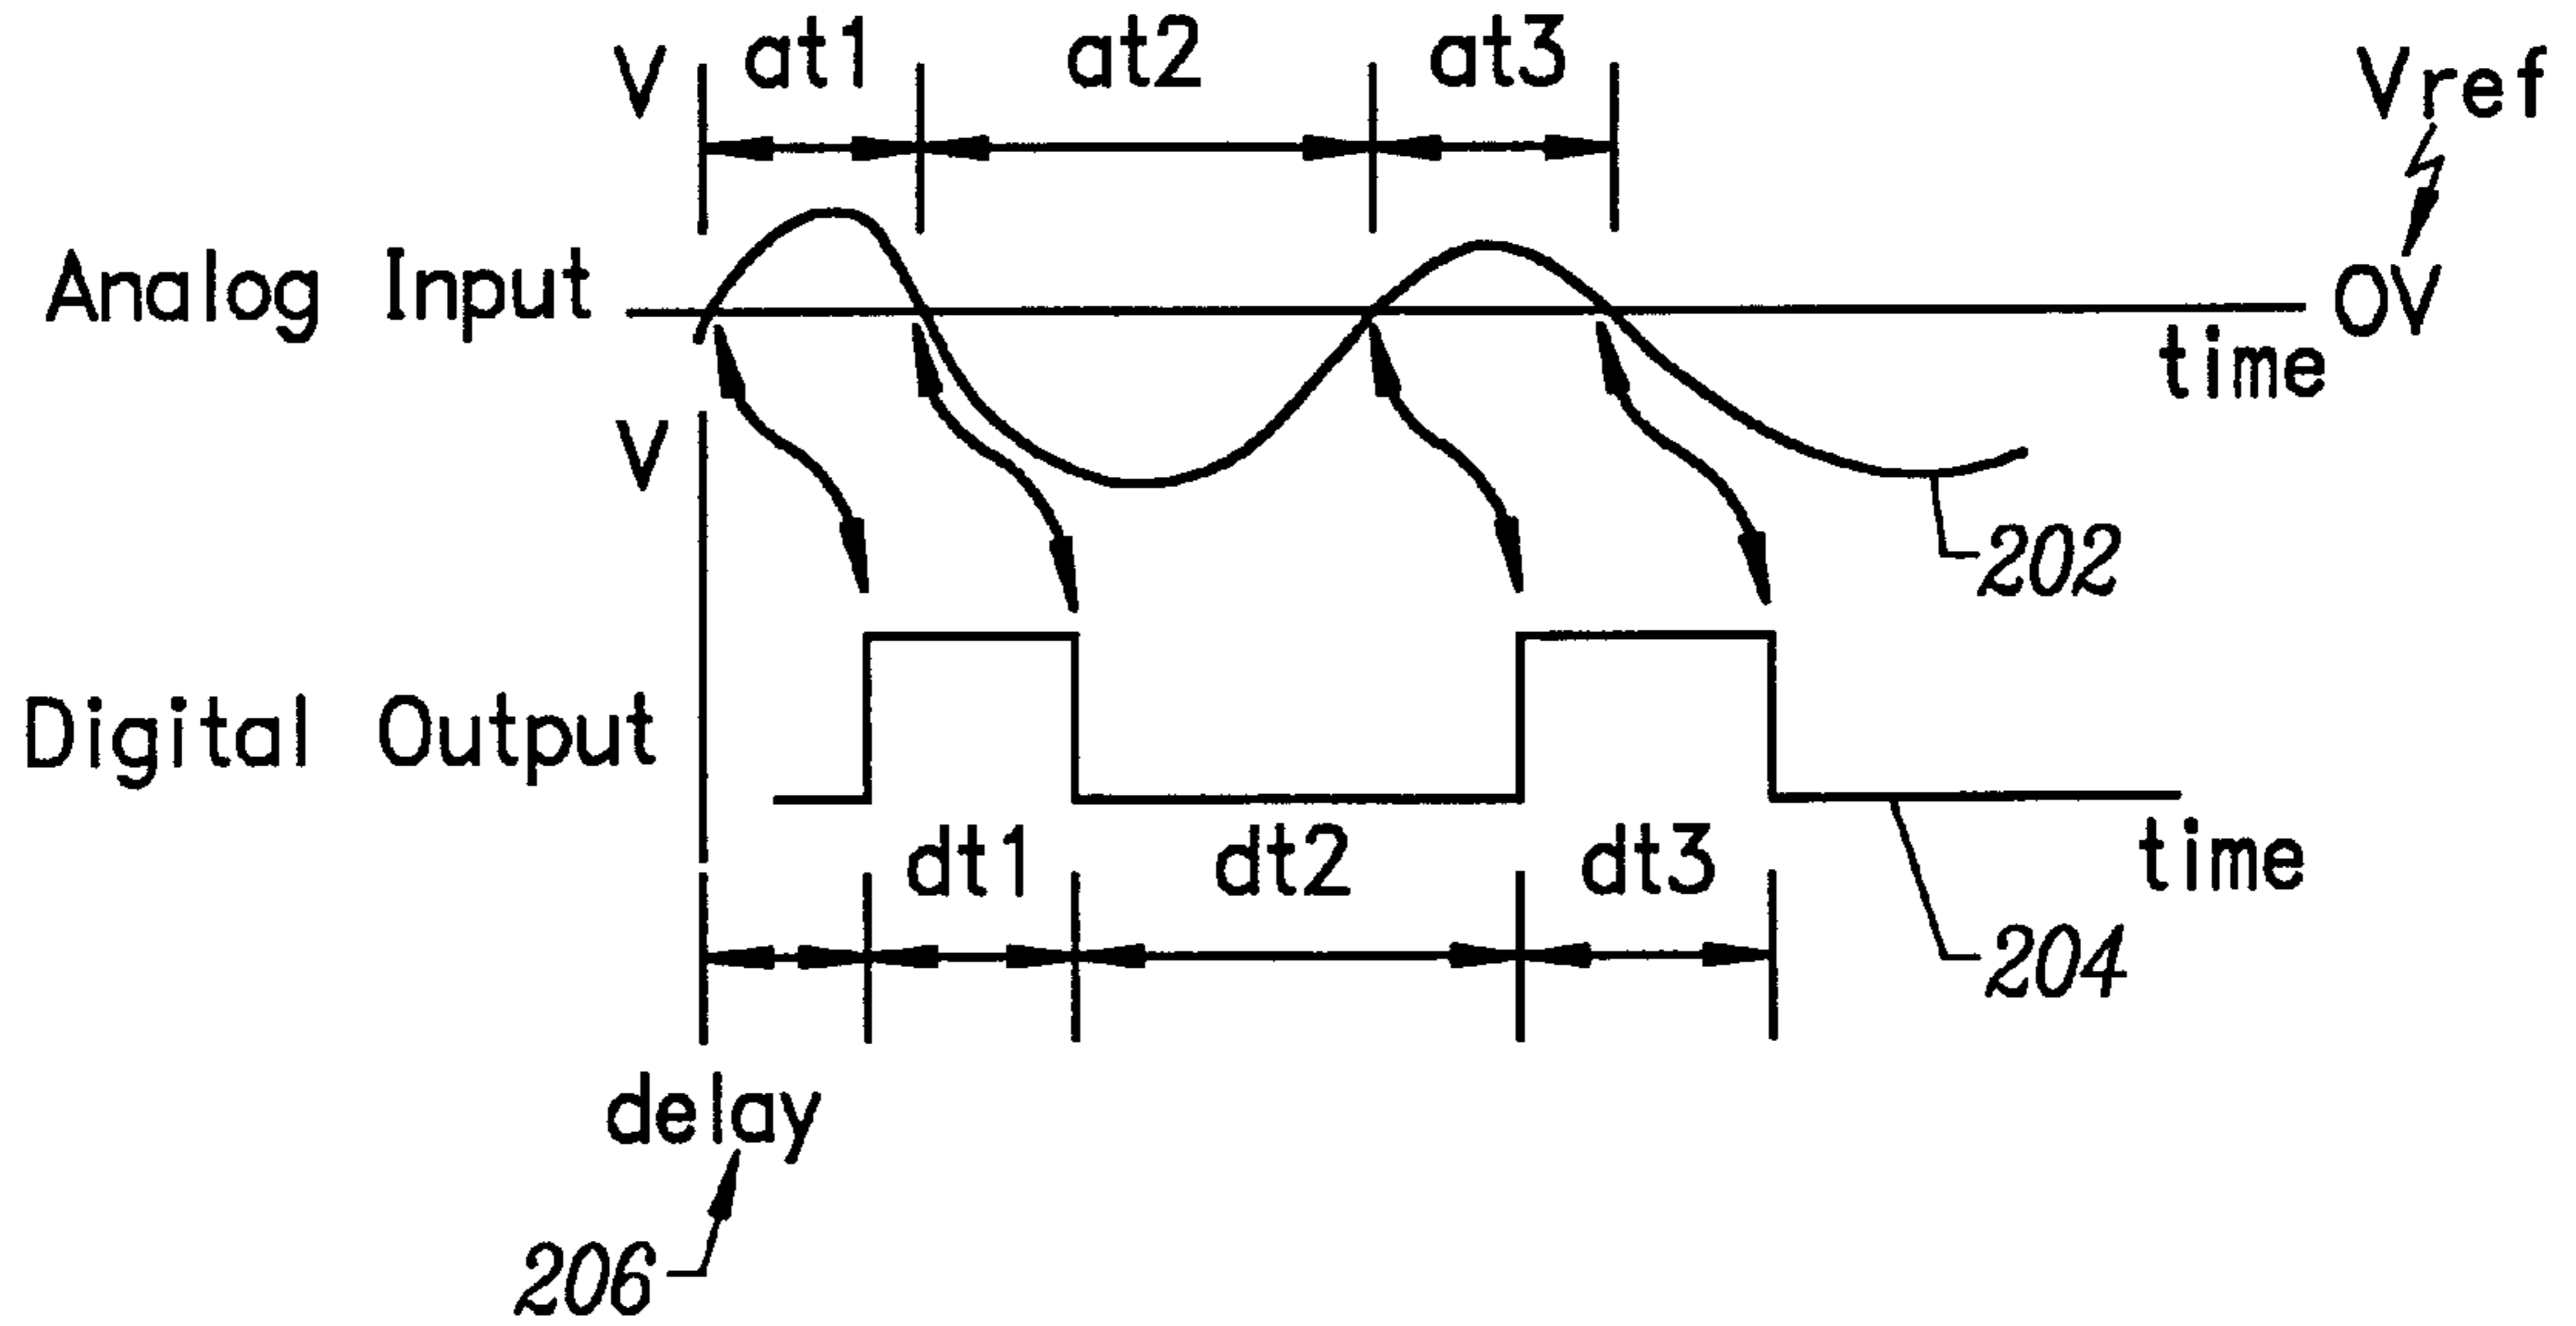 V at1 at2 at3 Vref
Analog Input 0V
time
V
202
Digital Output
dt1 dt2 dt3 time
204
delay
206